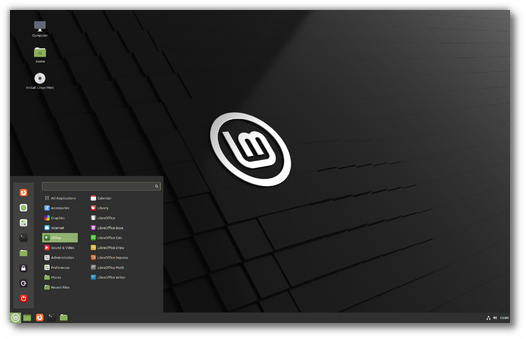 Computer
Home
Install Linux Mint
All Applications
Accessories
Graphics
Internet
Office
Sound & Video
Administration
Preferences
Places
Recent Files
Calendar
Library
LibreOffice
LibreOffice Base
LibreOffice Calc
LibreOffice Draw
LibreOffice Impress
LibreOffice Math
LibreOffice Writer